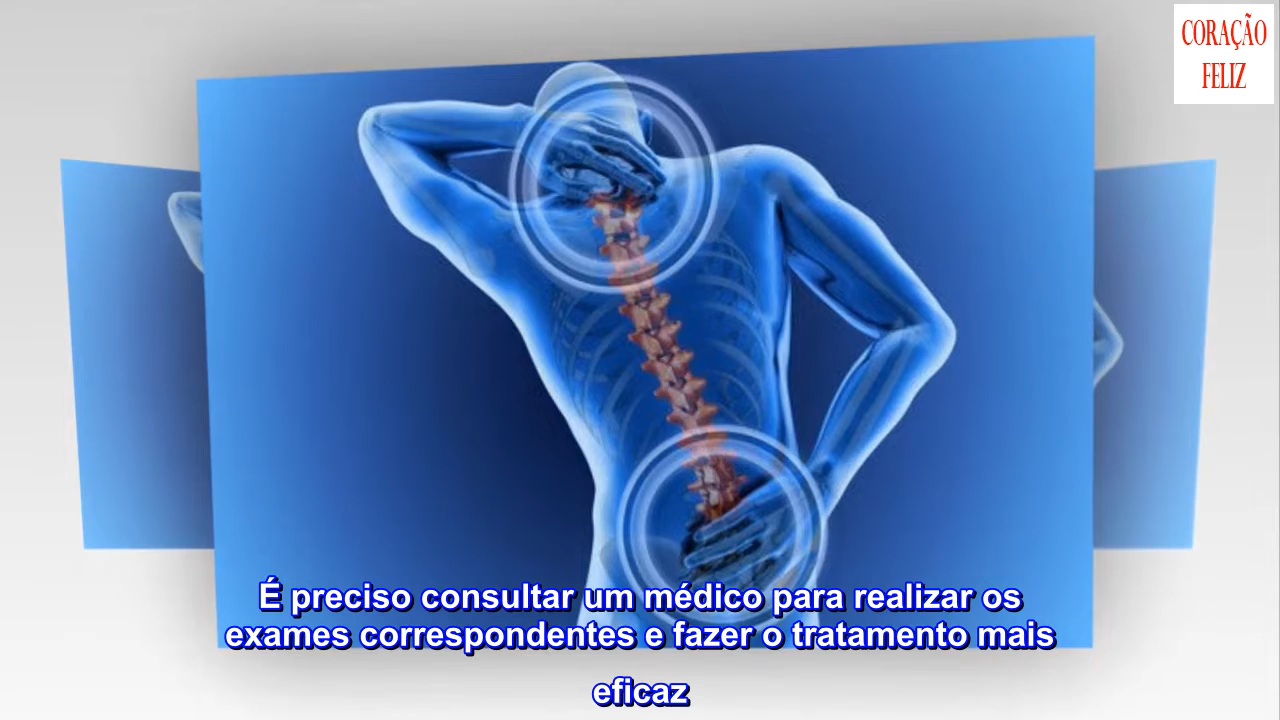 CORAÇÃO
FELIZ
É preciso consultar um médico para realizar os
exames correspondentes e fazer o tratamento mais
eficaz